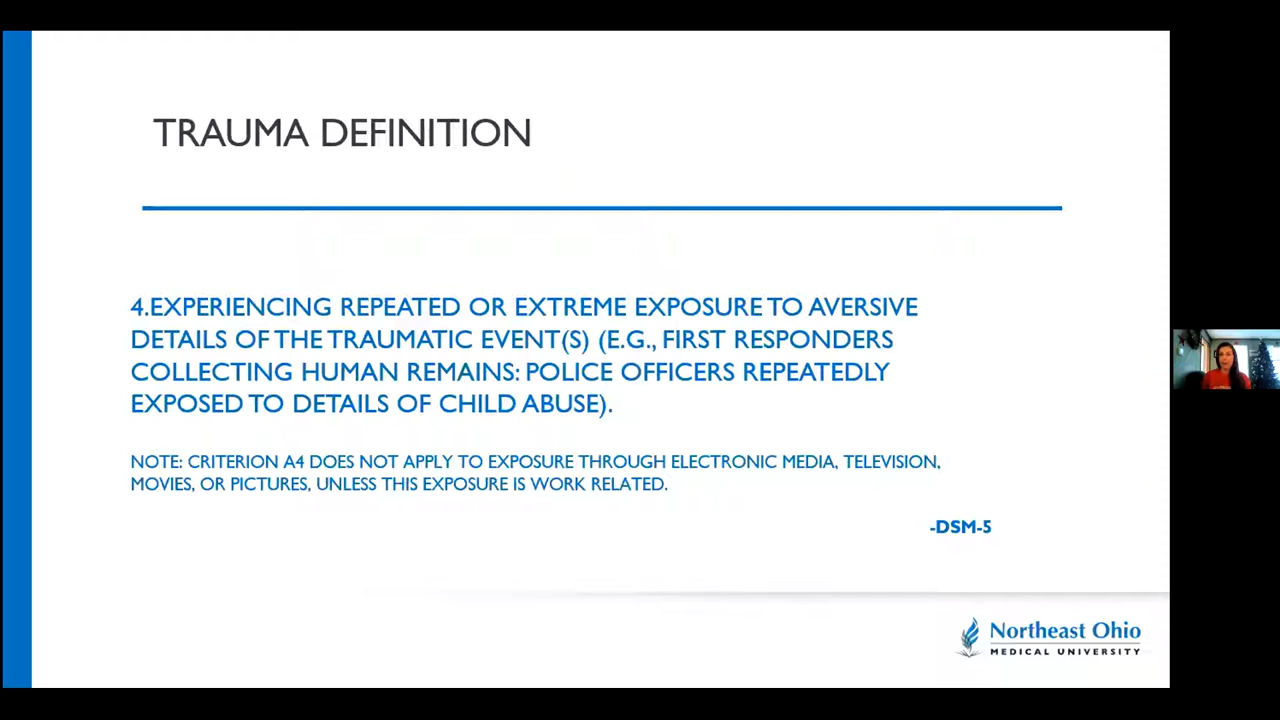 TRAUMA DEFINITION
4.EXPERIENCING REPEATED OR EXTREME EXPOSURE TO AVERSIVE
DETAILS OF THE TRAUMATIC EVENT(S) (E.G., FIRST RESPONDERS
COLLECTING HUMAN REMAINS: POLICE OFFICERS REPEATEDLY
EXPOSED TO DETAILS OF CHILD ABUSE).
NOTE: CRITERION A4 DOES NOT APPLY TO EXPOSURE THROUGH ELECTRONIC MEDIA, TELEVISION,
MOVIES, OR PICTURES, UNLESS THIS EXPOSURE IS WORK RELATED.
-DSM-5
Northeast Ohio
MEDICAL UNIVERSITY